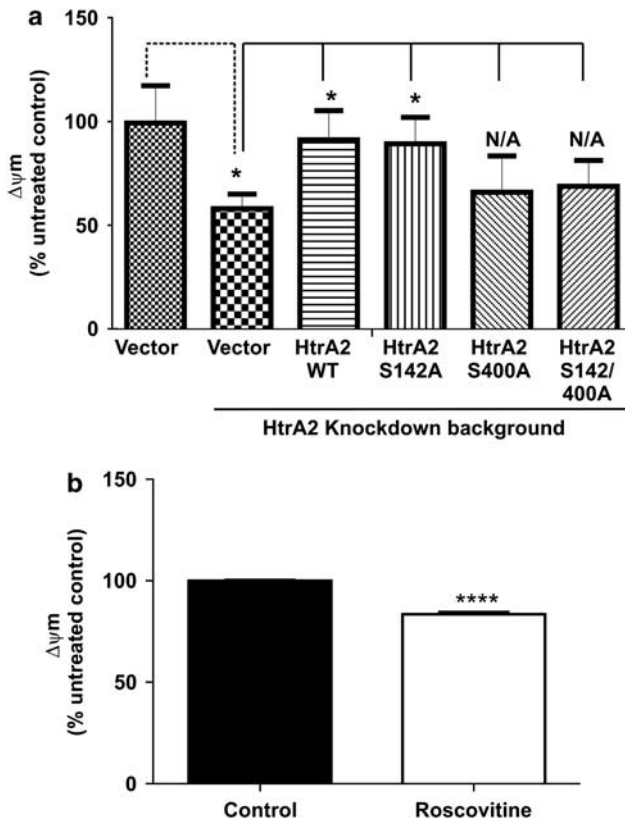 a
150
100
50
0
Δψm
(% untreated control)
*
*
*
N/A
N/A
Vector
Vector
HtrA2
WT
HtrA2
S142A
HtrA2
S400A
HtrA2
S142/
400A
HtrA2 Knockdown background
b
150
100
50
0
Δψm
(% untreated control)
****
Control
Roscovitine